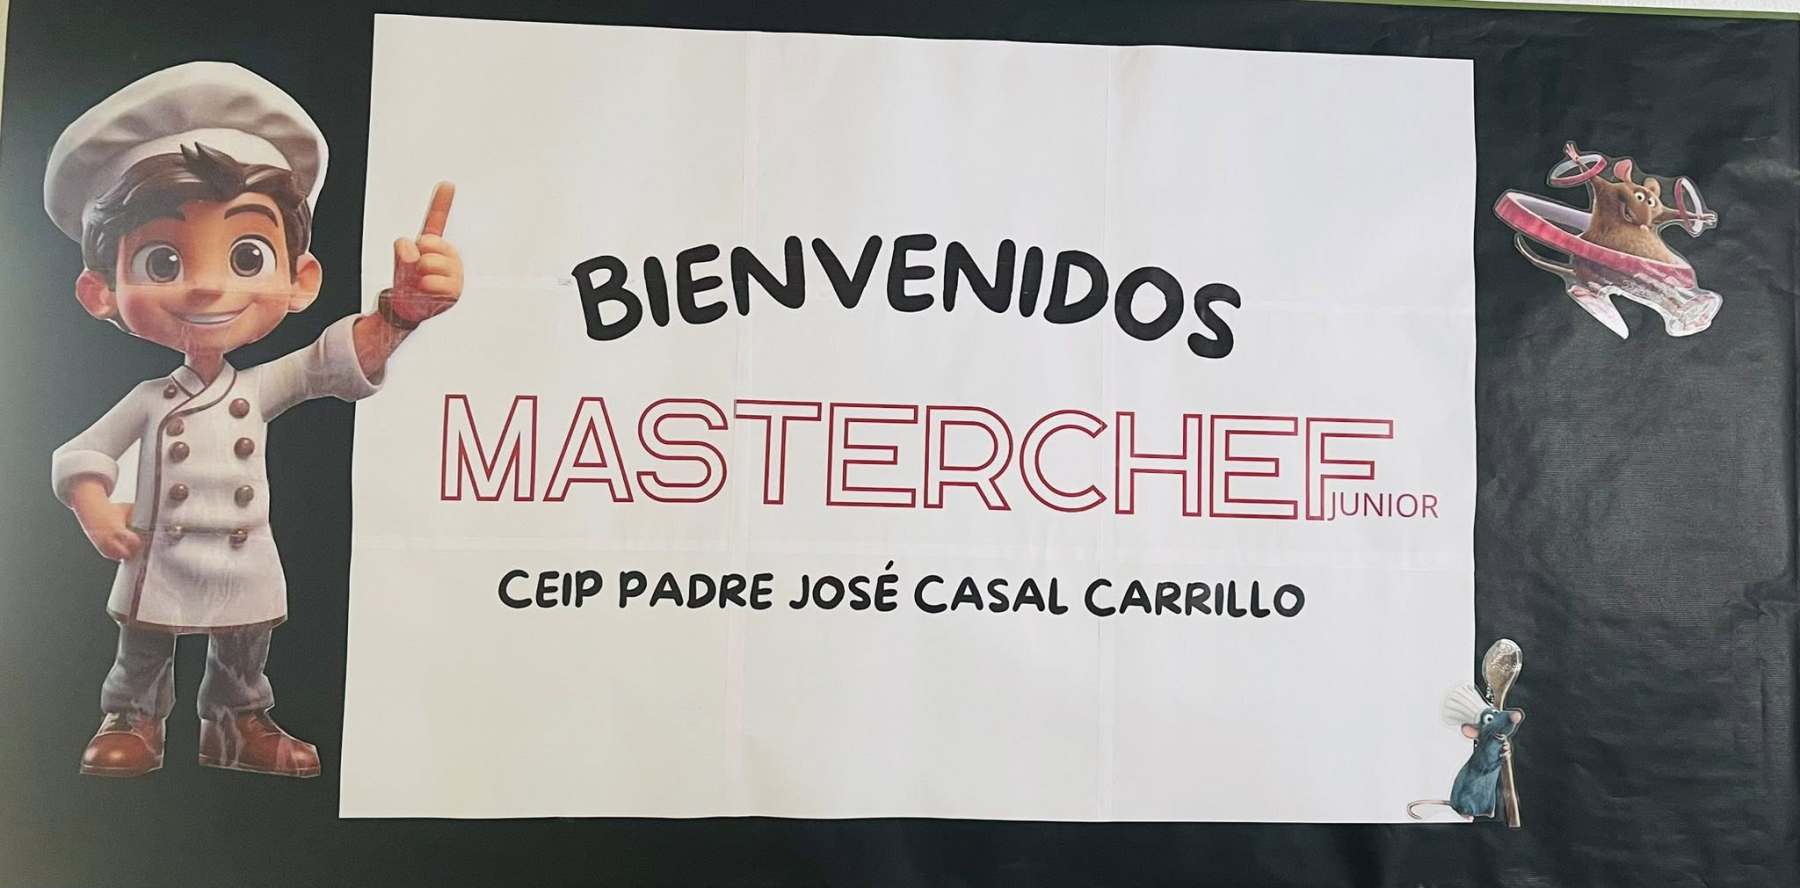 BIENVENIDOS
MASTERCHEF
JUNIOR
CEIP PADRE JOSÉ CASAL CARRILLO